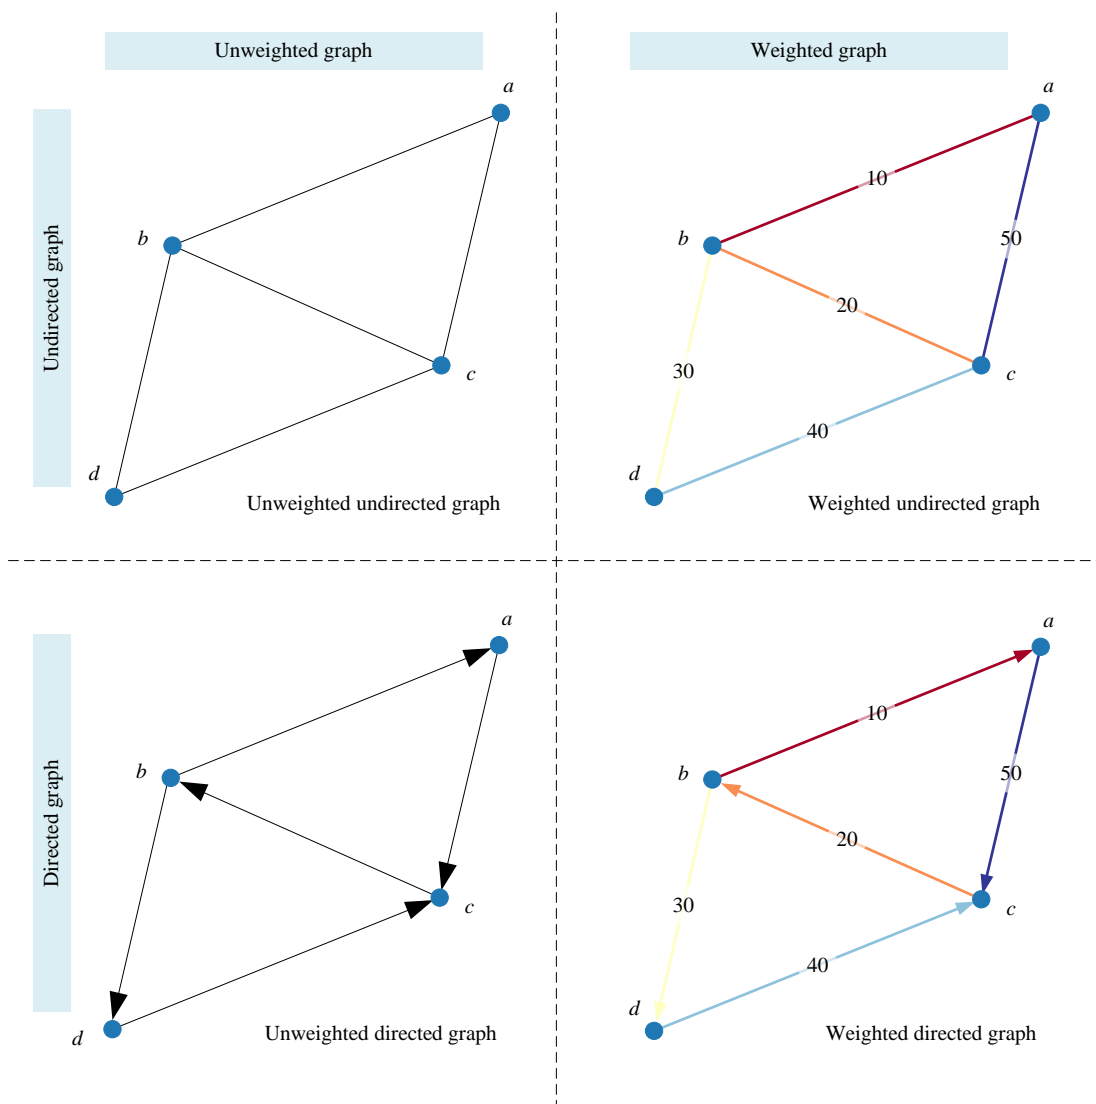 Unweighted graph
Weighted graph
Undirected graph
a
b
c
d
Unweighted undirected graph
a
10
50
b
20
30
c
40
d
Weighted undirected graph
Directed graph
a
b
c
d
Unweighted directed graph
a
10
50
b
20
30
c
40
d
Weighted directed graph